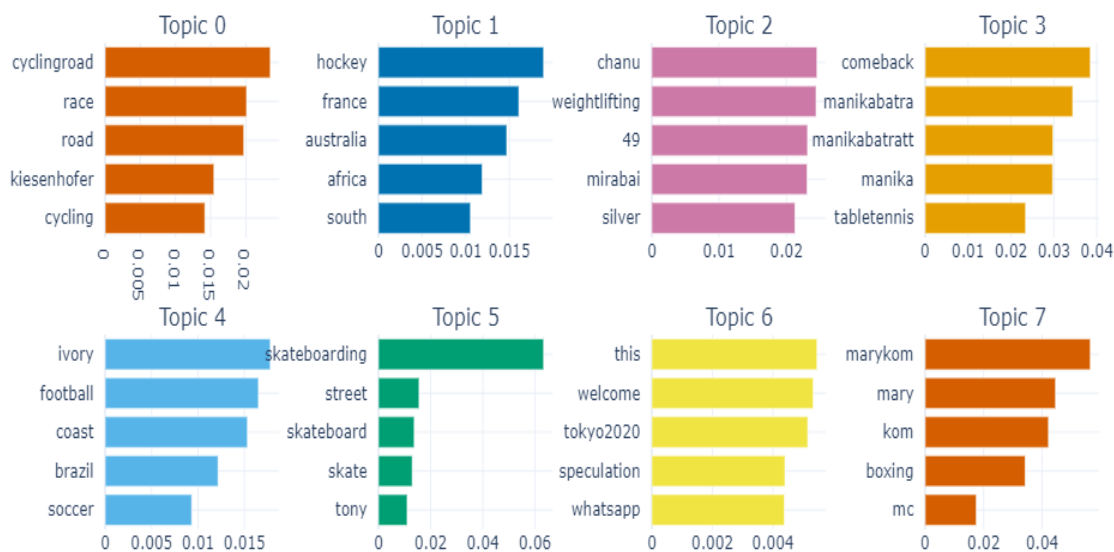 Topic 0
cyclingroad
race
road
kiesenhofer
cycling
0 0.005 0.01 0.015 0.02
Topic 1
hockey
france
australia
africa
south
0 0.005 0.01 0.015
Topic 2
chanu
weightlifting
49
mirabai
silver
0 0.01 0.02
Topic 3
comeback
manikabatra
manikabatratt
manika
tabletennis
0 0.01 0.02 0.03 0.04
Topic 4
ivory
football
coast
brazil
soccer
0 0.005 0.01 0.015
Topic 5
skateboarding
street
skateboard
skate
tony
0 0.02 0.04 0.06
Topic 6
this
welcome
tokyo2020
speculation
whatsapp
0 0.002 0.004
Topic 7
marykom
mary
kom
boxing
mc
0 0.02 0.04